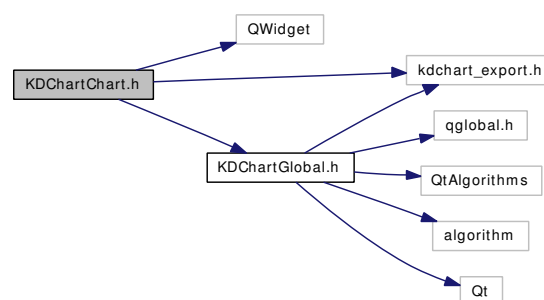 QWidget
KDChartChart.h
kdchart_export.h
qglobal.h
KDChartGlobal.h
QtAlgorithms
algorithm
Qt